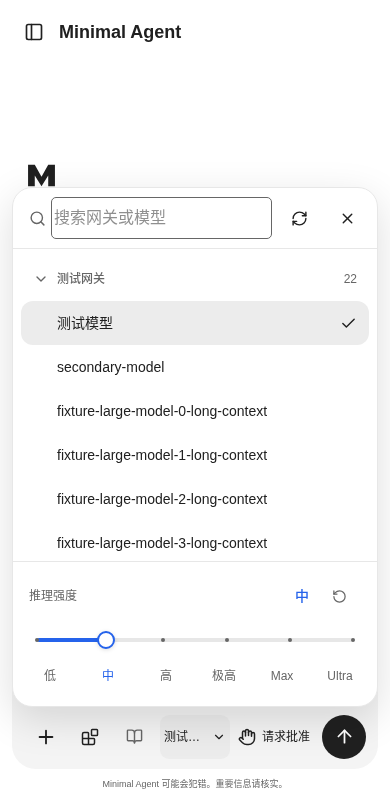 Minimal Agent
M
搜索网关或模型
测试网关 22
测试模型
secondary-model
fixture-large-model-0-long-context
fixture-large-model-1-long-context
fixture-large-model-2-long-context
fixture-large-model-3-long-context
推理强度 中
低 中 高 极高 Max Ultra
测试... 请求批准
Minimal Agent 可能会犯错。重要信息请核实。